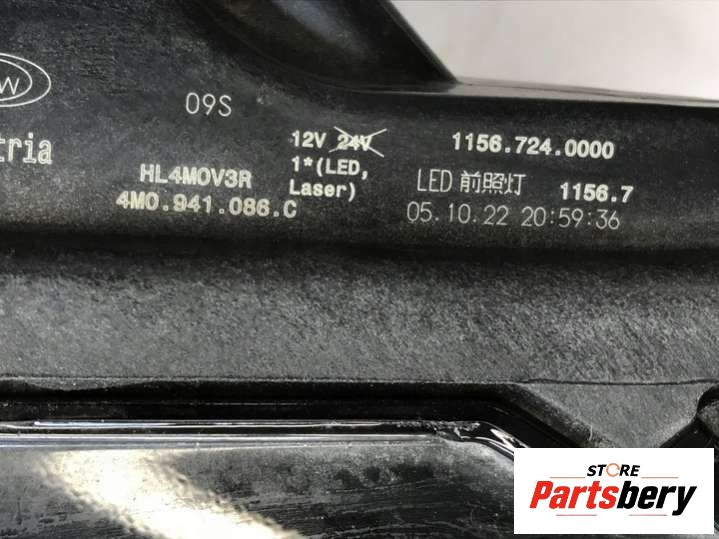 09S
12V 24V
1*(LED,
Laser)
HL4M0V3R
4M0.941.086.C
1156.724.0000
LED 前照灯 1156.7
05.10.22 20:59:36
STORE
Partsbery